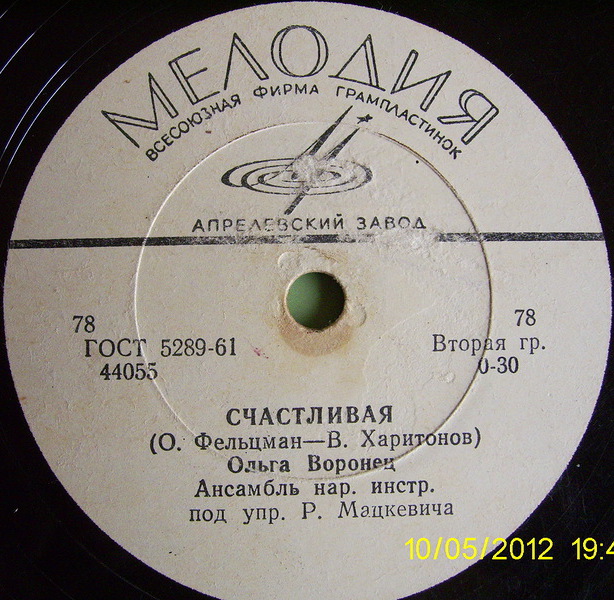 МЕЛОДИЯ
ВСЕСОЮЗНАЯ ФИРМА ГРАМПЛАСТИНОК
АПРЕЛЕВСКИЙ ЗАВОД
78 78
ГОСТ 5289-61 Вторая гр.
44055 0-30
СЧАСТЛИВАЯ
(О. Фельцман—В. Харитонов)
Ольга Воронец
Ансамбль нар. инстр.
под упр. Р. Мацкевича
10/05/2012 19:4